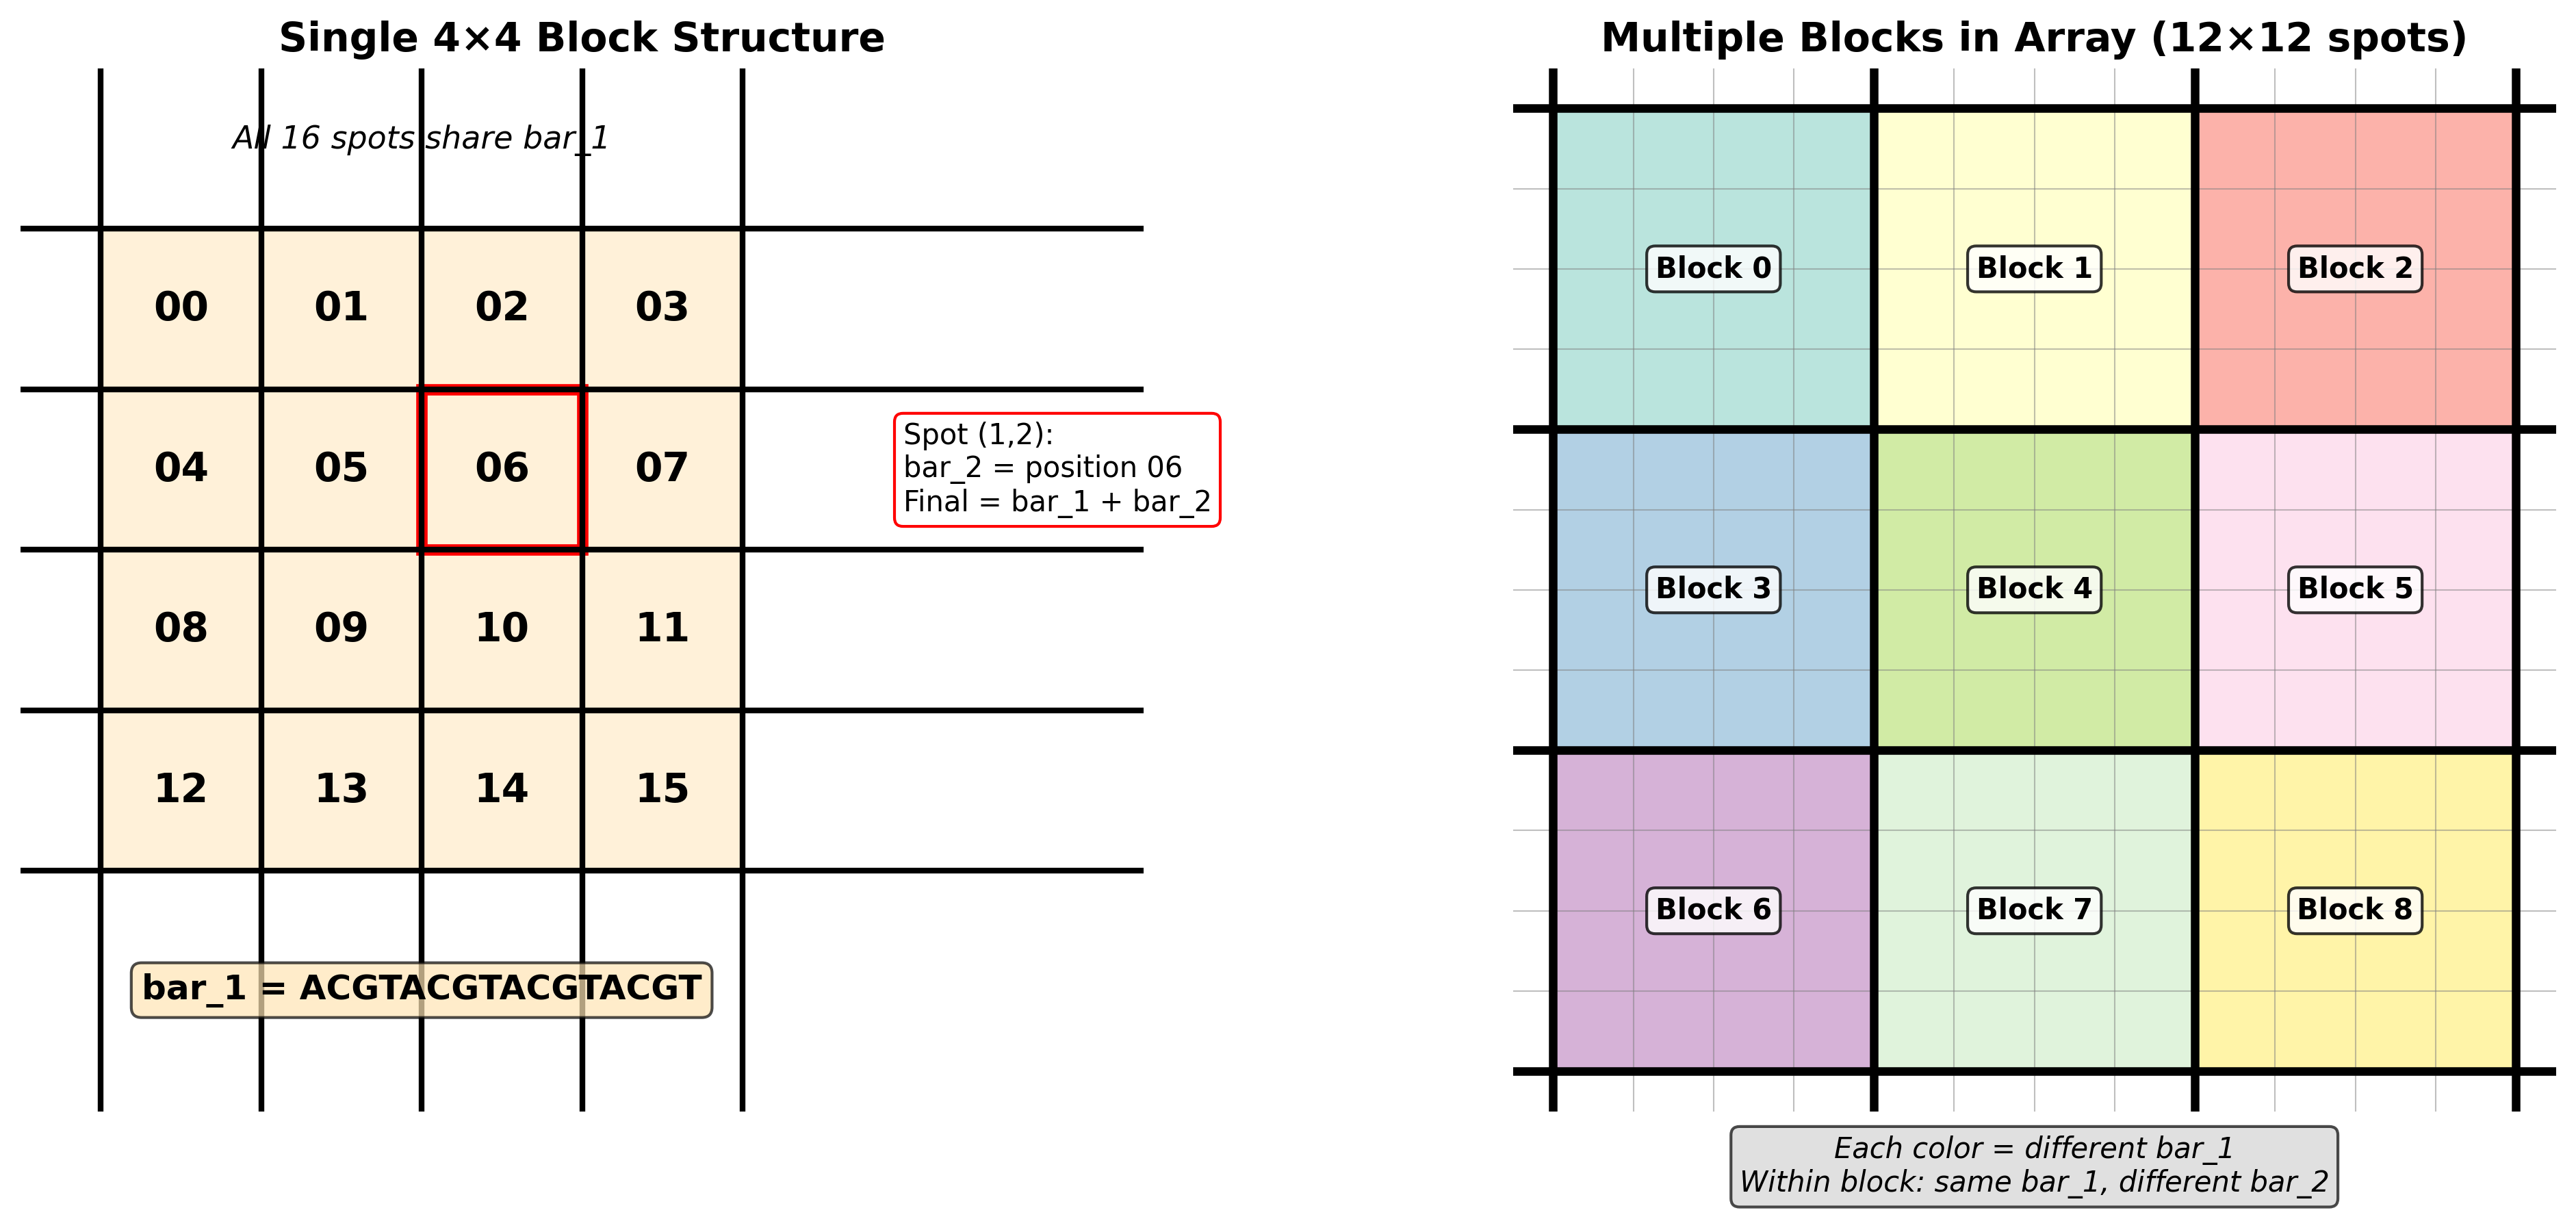 Single 4×4 Block Structure
All 16 spots share bar_1
00 01 02 03
04 05 06 07
08 09 10 11
12 13 14 15
Spot (1,2):
bar_2 = position 06
Final = bar_1 + bar_2
bar_1 = ACGTACGTACGTACGT
Multiple Blocks in Array (12×12 spots)
Block 0 Block 1 Block 2
Block 3 Block 4 Block 5
Block 6 Block 7 Block 8
Each color = different bar_1
Within block: same bar_1, different bar_2